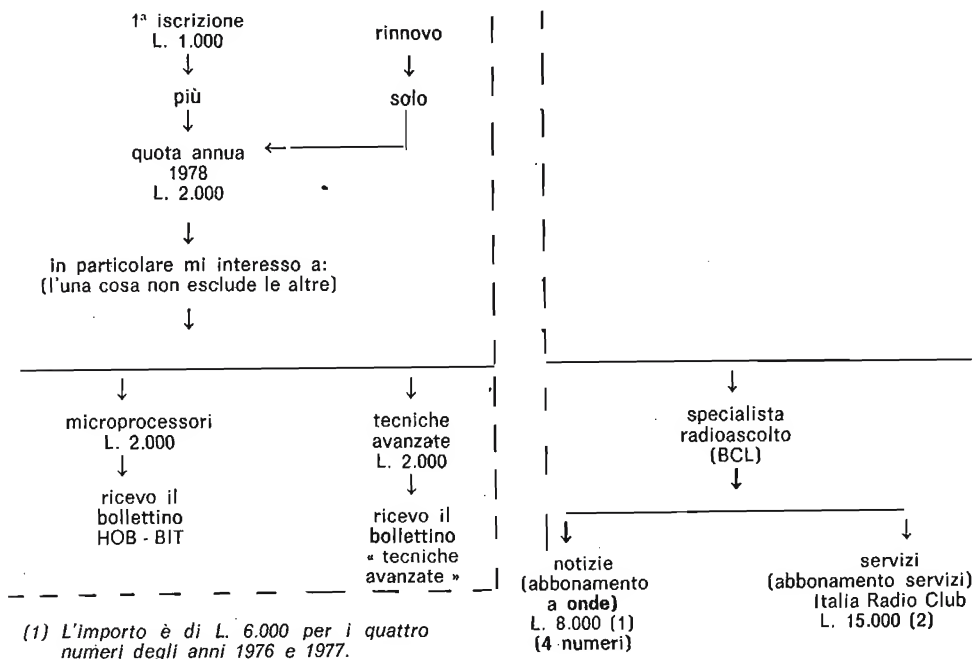 1ª iscrizione
L. 1.000
più
rinnovo
solo
quota annua
1978
L. 2.000
in particolare mi interesso a:
(l'una cosa non esclude le altre)
microprocessori
L. 2.000
ricevo il
bollettino
HOB - BIT
tecniche
avanzate
L. 2.000
ricevo il
bollettino
« tecniche
avanzate »
specialista
radioascolto
(BCL)
notizie
(abbonamento
a onde)
L. 8.000 (1)
(4 numeri)
servizi
(abbonamento servizi)
Italia Radio Club
L. 15.000 (2)
(1) L'importo è di L. 6.000 per i quattro
numeri degli anni 1976 e 1977.